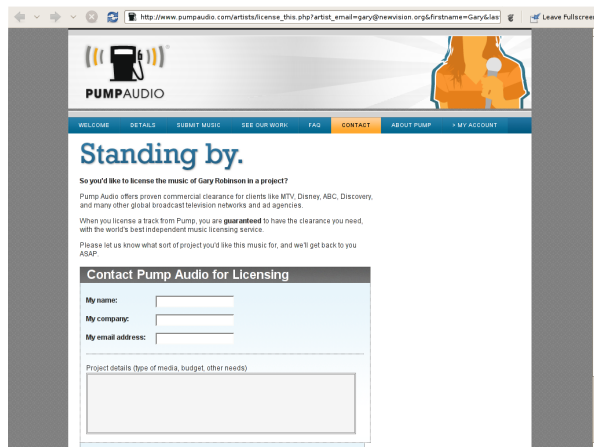 http://www.pumpaudio.com/artists/license_this.php?artist_email=gary@newvision.org&firstname=Gary&las
Leave Fullscreen
PUMPAUDIO
WELCOME DETAILS SUBMIT MUSIC SEE OUR WORK FAQ CONTACT ABOUT PUMP » MY ACCOUNT
Standing by.
So you'd like to license the music of Gary Robinson in a project?
Pump Audio offers proven commercial clearance for clients like MTV, Disney, ABC, Discovery,
and many other global broadcast television networks and ad agencies.
When you license a track from Pump, you are guaranteed to have the clearance you need,
with the world's best independent music licensing service.
Please let us know what sort of project you'd like this music for, and we'll get back to you
ASAP.
Contact Pump Audio for Licensing
My name:
My company:
My email address:
Project details (type of media, budget, other needs)